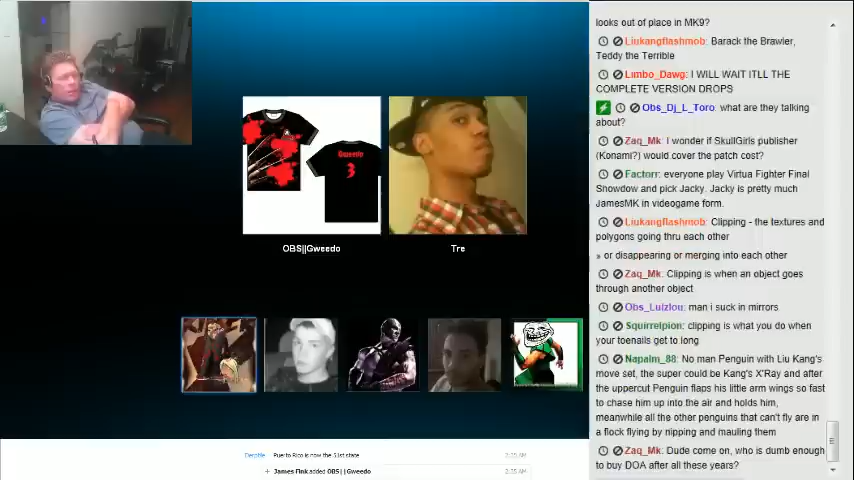 looks out of place in MK9?
Liukangflashmob: Barack the Brawler,
Teddy the Terrible
Limbo_Dawg: I WILL WAIT ITLL THE
COMPLETE VERSION DROPS
Obs_Dj_L_Toro: what are they talking
about?
Zaq_Mk: I wonder if SkullGirls publisher
(Konami?) would cover the patch cost?
Factorr: everyone play Virtua Fighter Final
Showdow and pick Jacky. Jacky is pretty much
JamesMK in videogame form.
Liukangflashmob: Clipping - the textures and
polygons going thru each other
» or disappearing or merging into each other
Zaq_Mk: Clipping is when an object goes
through another object
Obs_Luizlou: man i suck in mirrors
Squirrelpion: clipping is what you do when
your toenails get to long
Napalm_88: No man Penguin with Liu Kang's
move set, the super could be Kang's X'Ray and after
the uppercut Penguin flaps his little arm wings so fast
to chase him up into the air and holds him,
meanwhile all the other penguins that can't fly are in
a flock flying by nipping and mauling them
Zaq_Mk: Dude come on, who is dumb enough
to buy DOA after all these years?
Gweedo
3
OBS||Gweedo
Tre
Puerto Rico is now the 51st state
2:35 AM
+ James Fink added OBS||Gweedo
2:35 AM